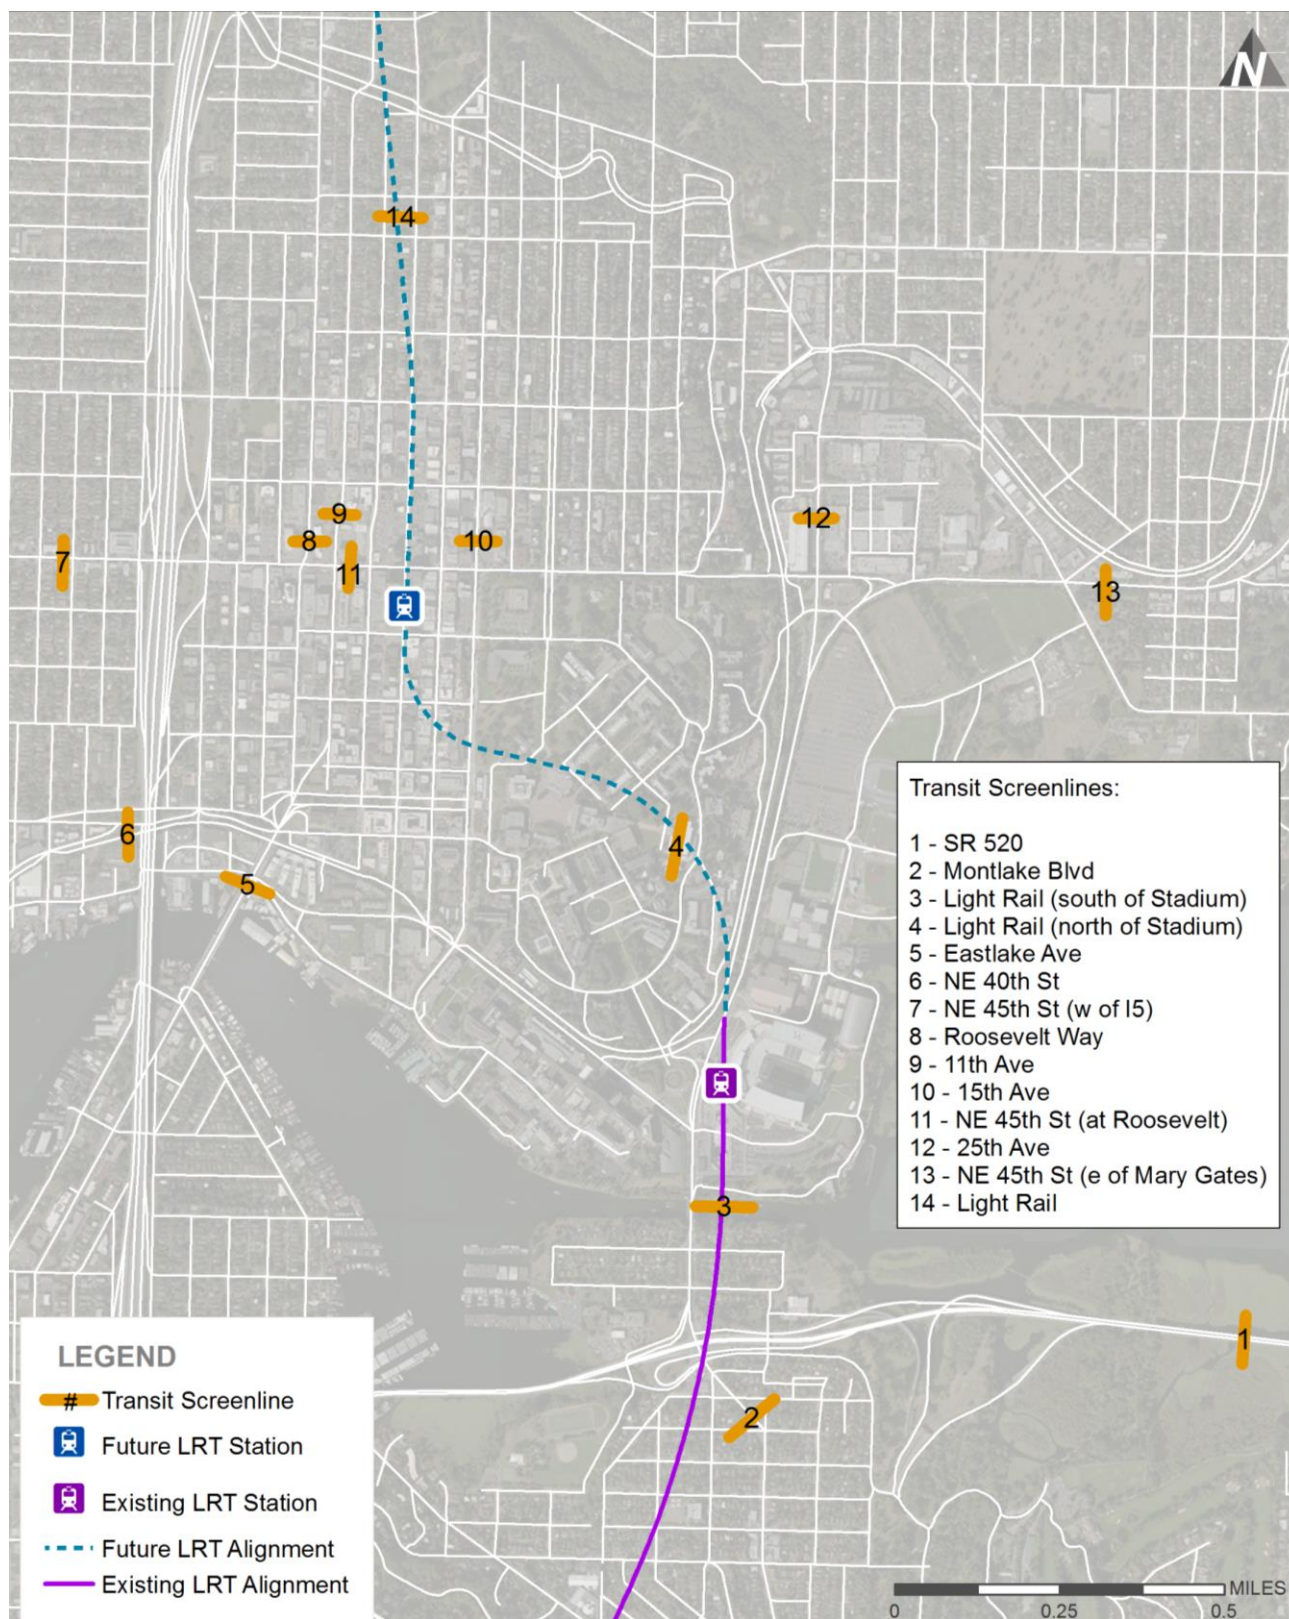 N
14
9
8
10
12
7
11
13
4
6
5
Transit Screenlines:
1 - SR 520
2 - Montlake Blvd
3 - Light Rail (south of Stadium)
4 - Light Rail (north of Stadium)
5 - Eastlake Ave
6 - NE 40th St
7 - NE 45th St (w of I5)
8 - Roosevelt Way
9 - 11th Ave
10 - 15th Ave
11 - NE 45th St (at Roosevelt)
12 - 25th Ave
13 - NE 45th St (e of Mary Gates)
14 - Light Rail
3
1
2
LEGEND
# Transit Screenline
Future LRT Station
Existing LRT Station
Future LRT Alignment
Existing LRT Alignment
MILES
0 0.25 0.5